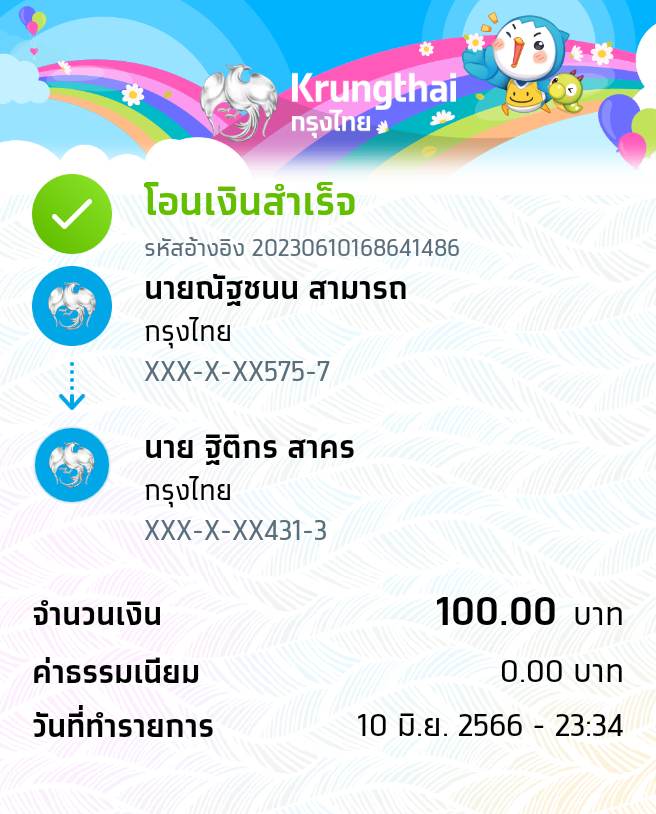 Krungthai
กรุงไทย
โอนเงินสำเร็จ
รหัสอ้างอิง 20230610168641486
นายณัฐชนน สามารถ
กรุงไทย
XXX-X-XX575-7
นาย ฐิติกร สาคร
กรุงไทย
XXX-X-XX431-3
จำนวนเงิน 100.00 บาท
ค่าธรรมเนียม 0.00 บาท
วันที่ทำรายการ 10 มิ.ย. 2566 - 23:34